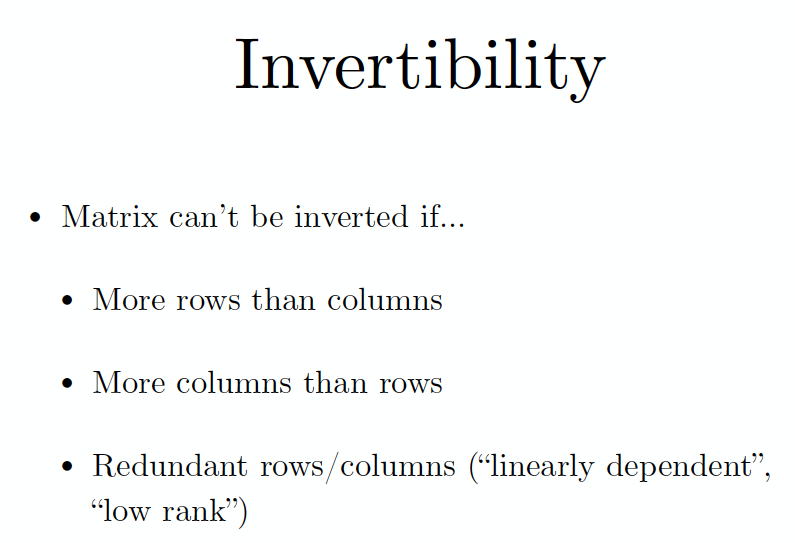 Invertibility
• Matrix can't be inverted if...
• More rows than columns
• More columns than rows
• Redundant rows/columns (“linearly dependent”,
“low rank”)